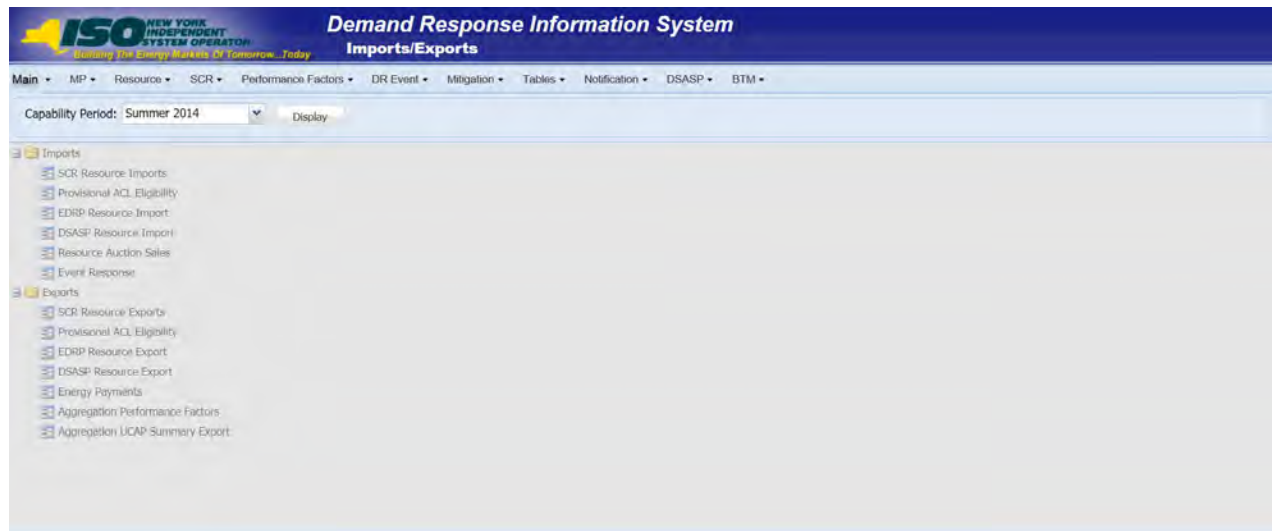 ISO NEW YORK INDEPENDENT SYSTEM OPERATOR
Building The Energy Markets Of Tomorrow...Today
Demand Response Information System
Imports/Exports
Main MP Resource SCR Performance Factors DR Event Mitigation Tables Notification DSASP BTM
Capability Period: Summer 2014 Display
Imports
SCR Resource Imports
Provisional ACL Eligibility
EDRP Resource Import
DSASP Resource Import
Resource Auction Sales
Event Response
Exports
SCR Resource Exports
Provisional ACL Eligibility
EDRP Resource Export
DSASP Resource Export
Energy Payments
Aggregation Performance Factors
Aggregation UCAP Summary Export